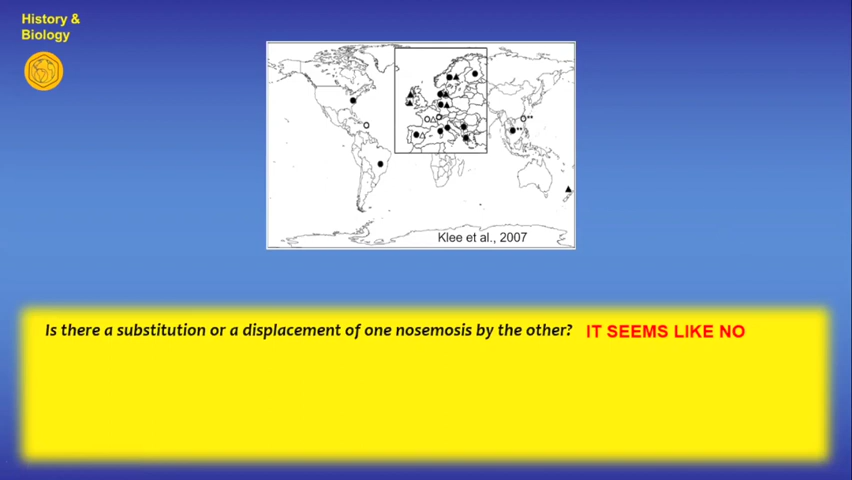 History &
Biology
Klee et al., 2007
Is there a substitution or a displacement of one nosemosis by the other? IT SEEMS LIKE NO